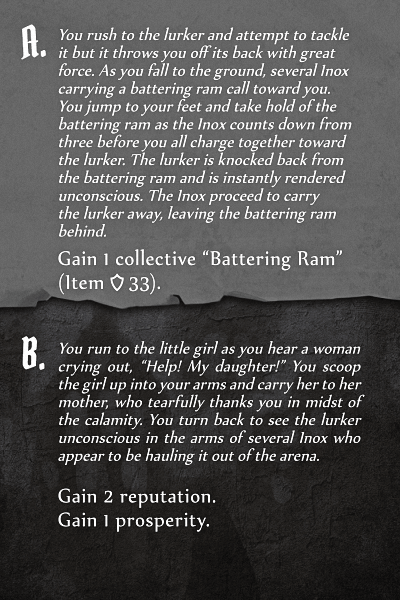 A.
You rush to the lurker and attempt to tackle
it but it throws you off its back with great
force. As you fall to the ground, several Inox
carrying a battering ram call toward you.
You jump to your feet and take hold of the
battering ram as the Inox counts down from
three before you all charge together toward
the lurker. The lurker is knocked back from
the battering ram and is instantly rendered
unconscious. The Inox proceed to carry
the lurker away, leaving the battering ram
behind.
Gain 1 collective “Battering Ram”
(Item 33).
B.
You run to the little girl as you hear a woman
crying out, “Help! My daughter!” You scoop
the girl up into your arms and carry her to her
mother, who tearfully thanks you in midst of
the calamity. You turn back to see the lurker
unconscious in the arms of several Inox who
appear to be hauling it out of the arena.
Gain 2 reputation.
Gain 1 prosperity.